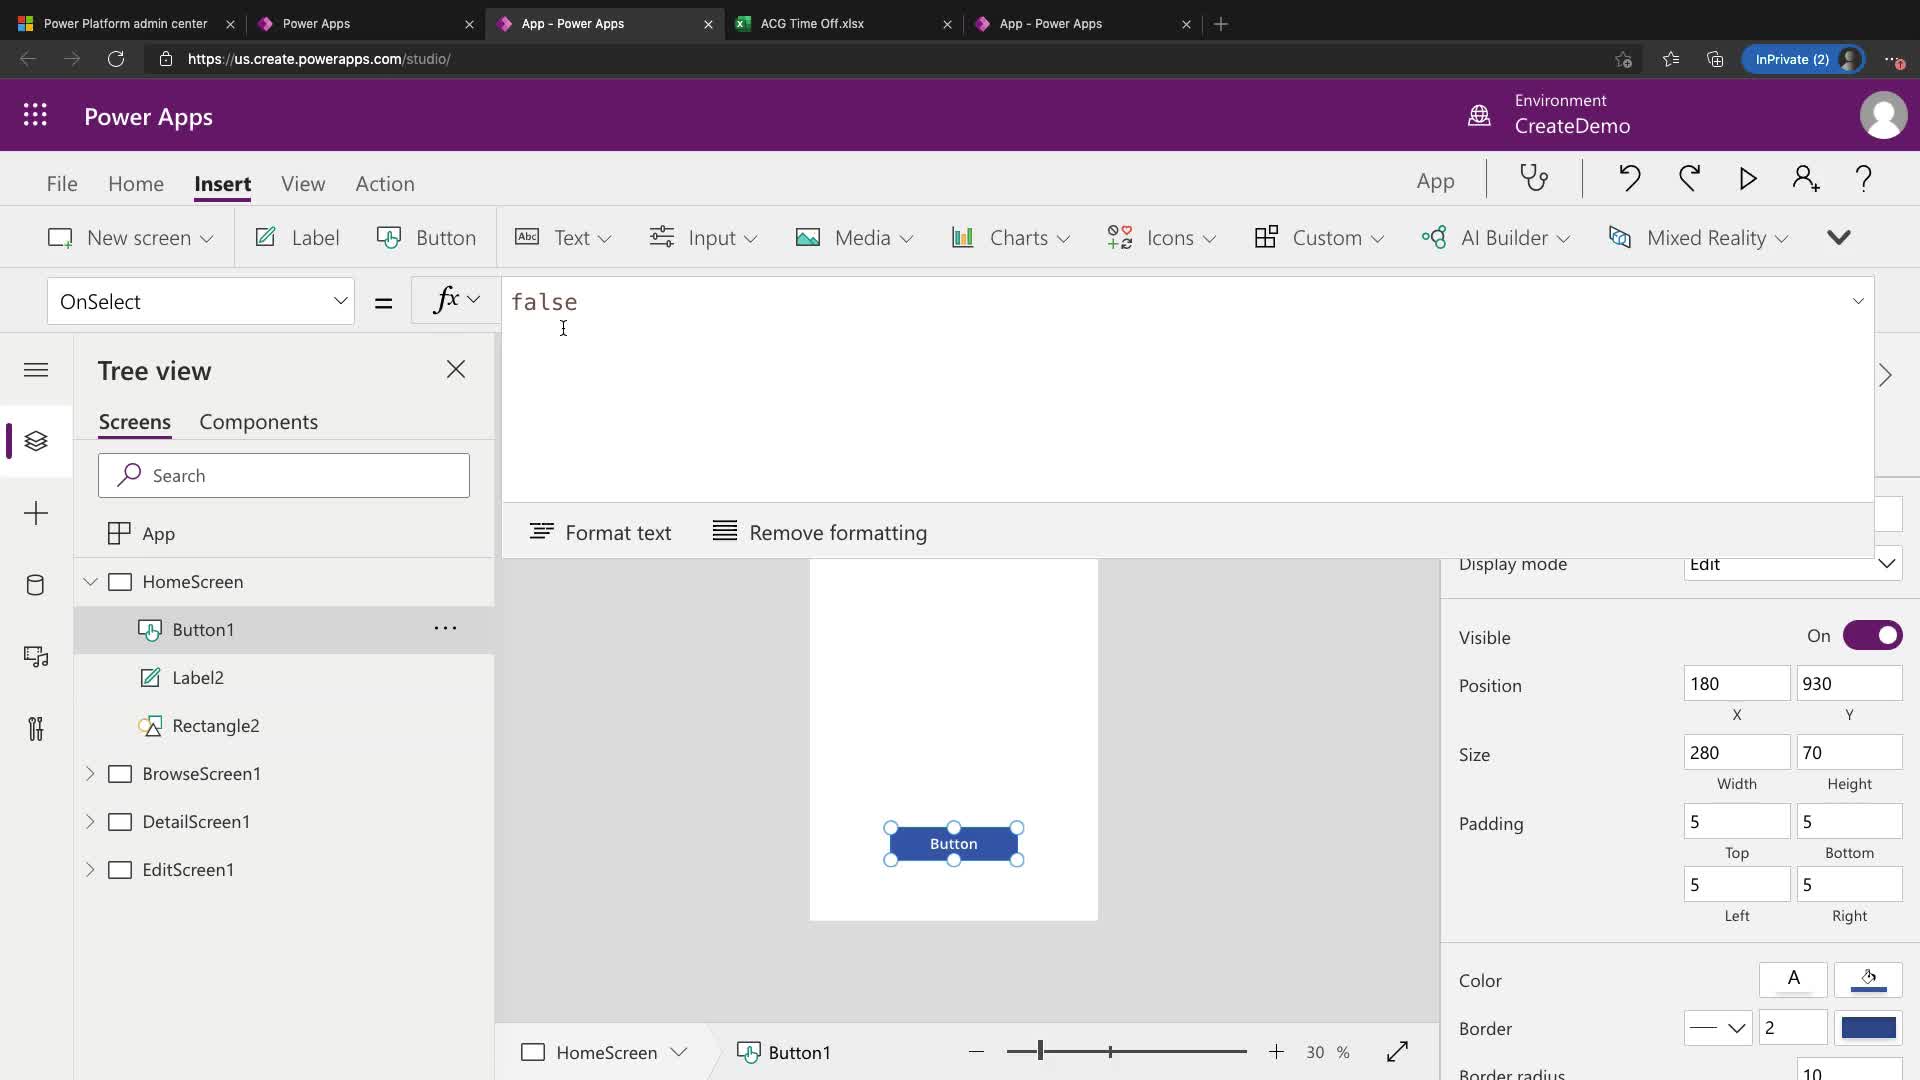 Power Platform admin center
Power Apps
App - Power Apps
ACG Time Off.xlsx
App - Power Apps
https://us.create.powerapps.com/studio/
InPrivate (2)
Power Apps
Environment
CreateDemo
File
Home
Insert
View
Action
App
New screen
Label
Button
Abc
Text
Input
Media
Charts
Icons
Custom
AI Builder
Mixed Reality
OnSelect
=
fx
false
Tree view
Screens
Components
Search
Format text
Remove formatting
App
HomeScreen
Button1
Label2
Rectangle2
BrowseScreen1
DetailScreen1
EditScreen1
Button
Display mode
Edit
Visible
On
Position
180
930
X
Y
Size
280
70
Width
Height
Padding
5
5
Top
Bottom
5
5
Left
Right
Color
A
Border
2
Border radius
10
HomeScreen
Button1
30 %